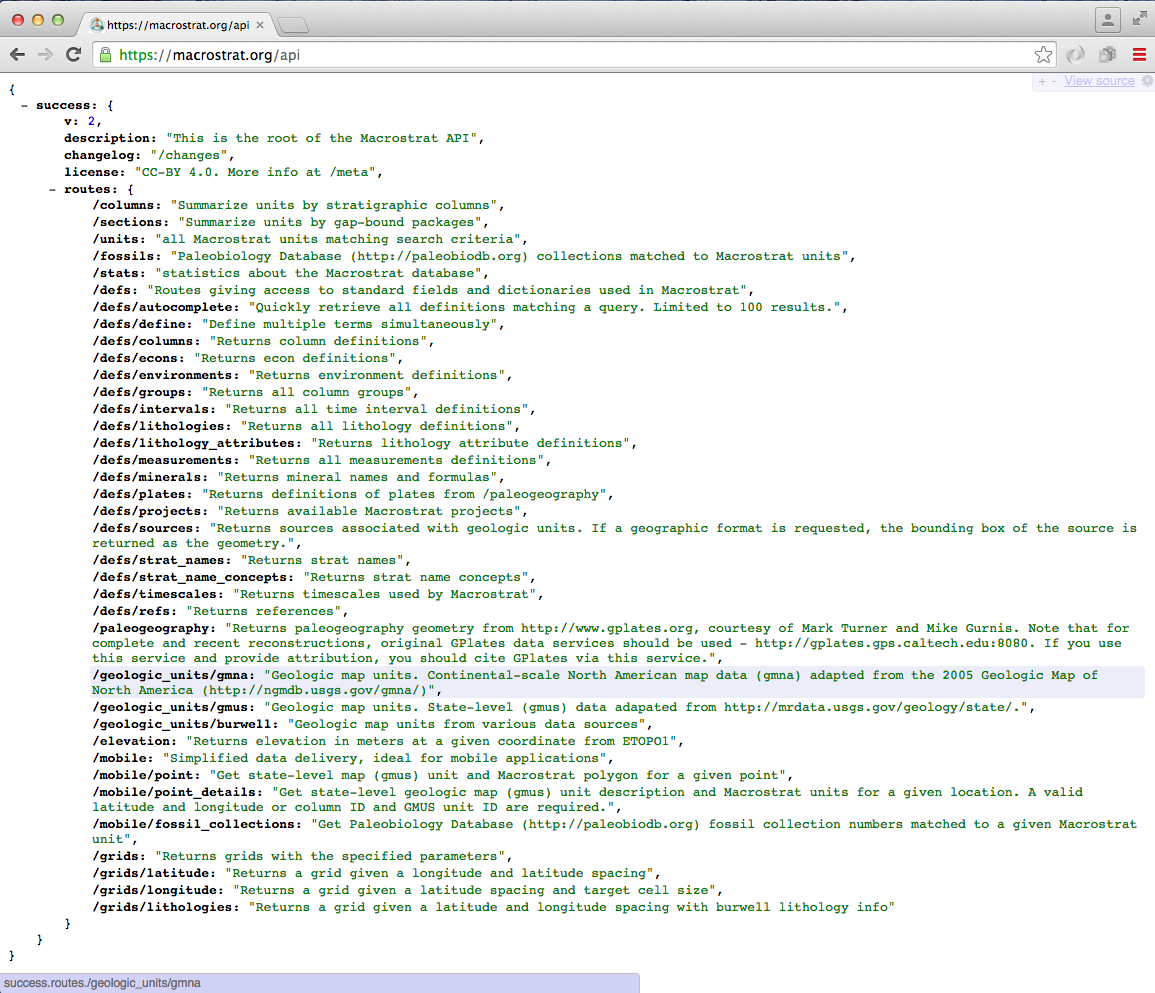 https://macrostrat.org/api ×
https://macrostrat.org/api
+ - View source
{
- success: {
v: 2,
description: "This is the root of the Macrostrat API",
changelog: "/changes",
license: "CC-BY 4.0. More info at /meta",
- routes: {
/columns: "Summarize units by stratigraphic columns",
/sections: "Summarize units by gap-bound packages",
/units: "all Macrostrat units matching search criteria",
/fossils: "Paleobiology Database (http://paleobiodb.org) collections matched to Macrostrat units",
/stats: "statistics about the Macrostrat database",
/defs: "Routes giving access to standard fields and dictionaries used in Macrostrat",
/defs/autocomplete: "Quickly retrieve all definitions matching a query. Limited to 100 results.",
/defs/define: "Define multiple terms simultaneously",
/defs/columns: "Returns column definitions",
/defs/econs: "Returns econ definitions",
/defs/environments: "Returns environment definitions",
/defs/groups: "Returns all column groups",
/defs/intervals: "Returns all time interval definitions",
/defs/lithologies: "Returns all lithology definitions",
/defs/lithology_attributes: "Returns lithology attribute definitions",
/defs/measurements: "Returns all measurements definitions",
/defs/minerals: "Returns mineral names and formulas",
/defs/plates: "Returns definitions of plates from /paleogeography",
/defs/projects: "Returns available Macrostrat projects",
/defs/sources: "Returns sources associated with geologic units. If a geographic format is requested, the bounding box of the source is
returned as the geometry.",
/defs/strat_names: "Returns strat names",
/defs/strat_name_concepts: "Returns strat name concepts",
/defs/timescales: "Returns timescales used by Macrostrat",
/defs/refs: "Returns references",
/paleogeography: "Returns paleogeography geometry from http://www.gplates.org, courtesy of Mark Turner and Mike Gurnis. Note that for
complete and recent reconstructions, original GPlates data services should be used - http://gplates.gps.caltech.edu:8080. If you use
this service and provide attribution, you should cite GPlates via this service.",
/geologic_units/gmna: "Geologic map units. Continental-scale North American map data (gmna) adapted from the 2005 Geologic Map of
North America (http://ngmdb.usgs.gov/gmna/)",
/geologic_units/gmus: "Geologic map units. State-level (gmus) data adapated from http://mrdata.usgs.gov/geology/state/.",
/geologic_units/burwell: "Geologic map units from various data sources",
/elevation: "Returns elevation in meters at a given coordinate from ETOPO1",
/mobile: "Simplified data delivery, ideal for mobile applications",
/mobile/point: "Get state-level map (gmus) unit and Macrostrat polygon for a given point",
/mobile/point_details: "Get state-level geologic map (gmus) unit description and Macrostrat units for a given location. A valid
latitude and longitude or column ID and GMUS unit ID are required.",
/mobile/fossil_collections: "Get Paleobiology Database (http://paleobiodb.org) fossil collection numbers matched to a given Macrostrat
unit",
/grids: "Returns grids with the specified parameters",
/grids/latitude: "Returns a grid given a longitude and latitude spacing",
/grids/longitude: "Returns a grid given a latitude spacing and target cell size",
/grids/lithologies: "Returns a grid given a latitude and longitude spacing with burwell lithology info"
}
}
}
success.routes./geologic_units/gmna